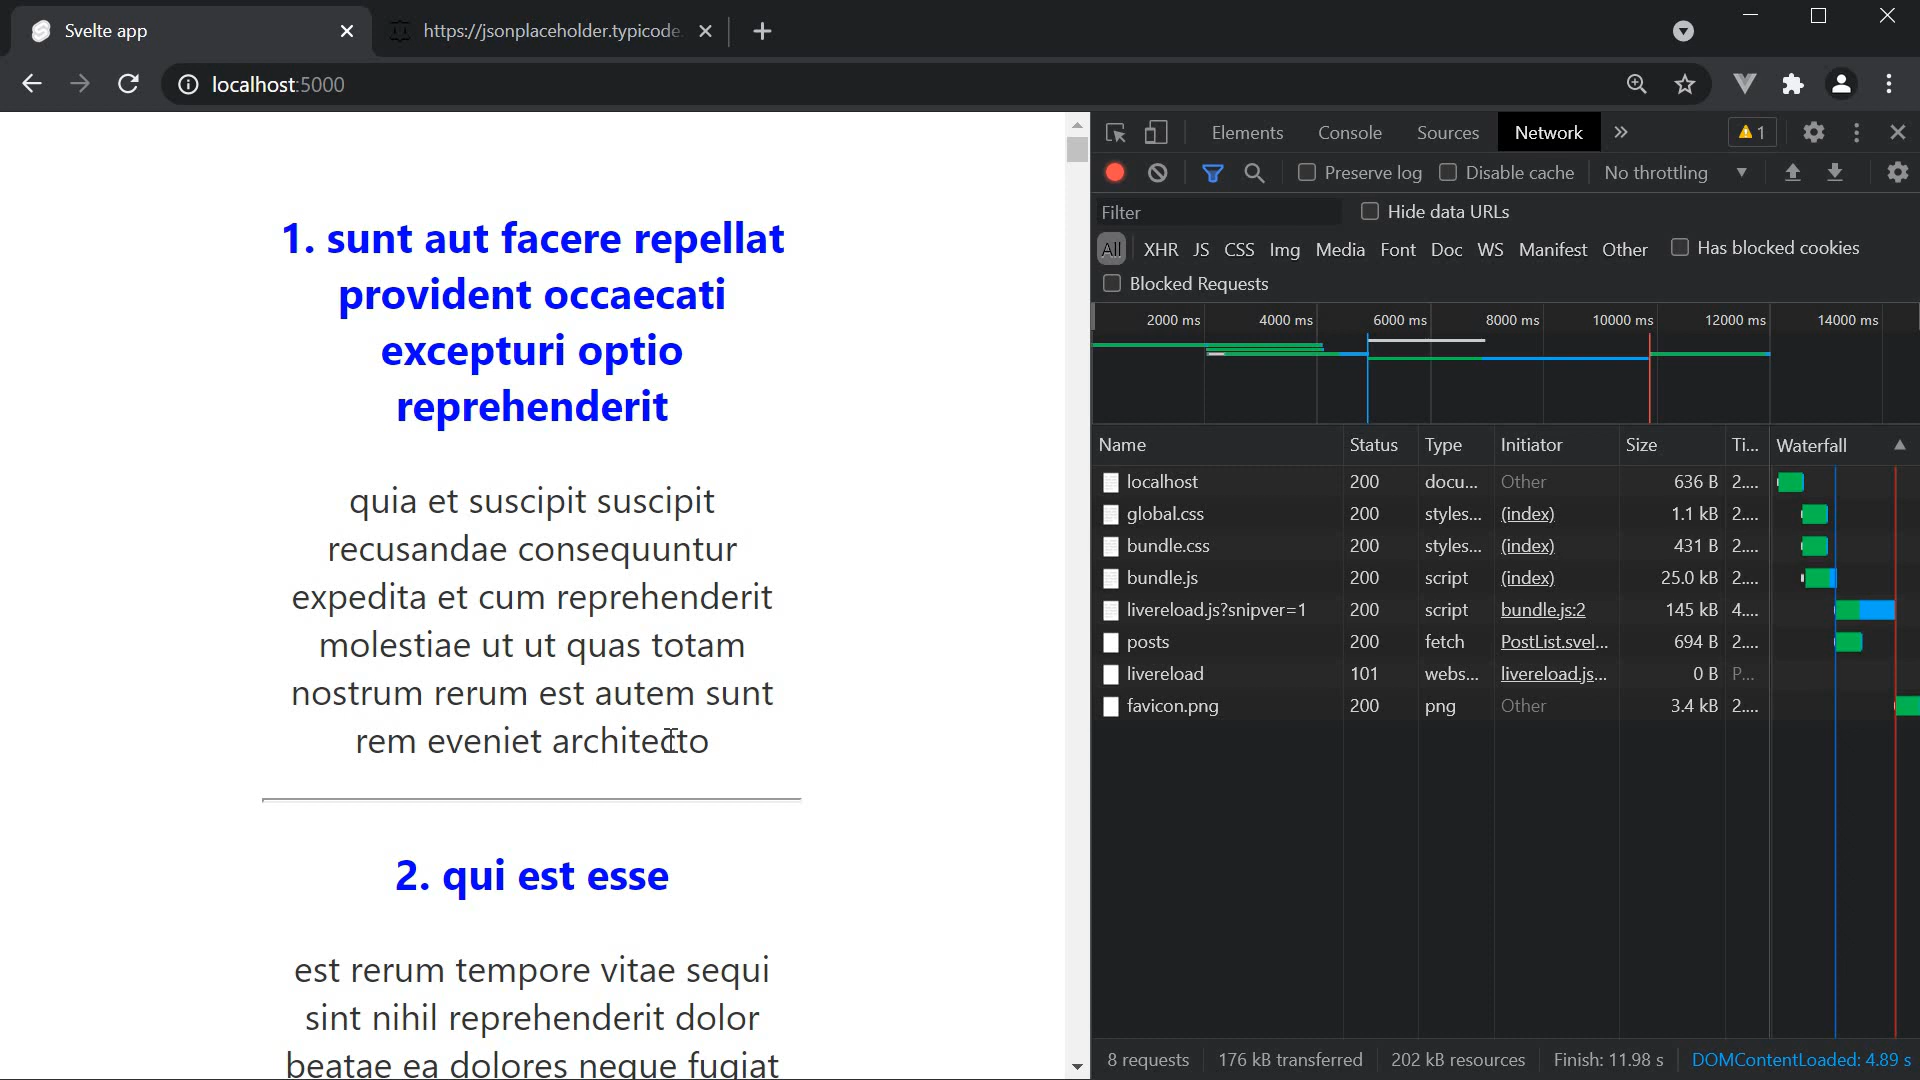 Svelte app
https://jsonplaceholder.typicode.
localhost:5000
1. sunt aut facere repellat
provident occaecati
excepturi optio
reprehenderit
quia et suscipit suscipit
recusandae consequuntur
expedita et cum reprehenderit
molestiae ut ut quas totam
nostrum rerum est autem sunt
rem eveniet architecto
2. qui est esse
est rerum tempore vitae sequi
sint nihil reprehenderit dolor
beatae ea dolores neque fugiat
Elements Console Sources Network 1
Preserve log Disable cache No throttling
Filter Hide data URLs
All XHR JS CSS Img Media Font Doc WS Manifest Other Has blocked cookies
Blocked Requests
2000 ms 4000 ms 6000 ms 8000 ms 10000 ms 12000 ms 14000 ms
Name Status Type Initiator Size Ti... Waterfall
localhost 200 docu... Other 636 B 2....
global.css 200 styles... (index) 1.1 kB 2....
bundle.css 200 styles... (index) 431 B 2....
bundle.js 200 script (index) 25.0 kB 2....
livereload.js?snipver=1 200 script bundle.js:2 145 kB 4....
posts 200 fetch PostList.svel... 694 B 2....
livereload 101 webs... livereload.js... 0 B P...
favicon.png 200 png Other 3.4 kB 2....
8 requests 176 kB transferred 202 kB resources Finish: 11.98 s DOMContentLoaded: 4.89 s